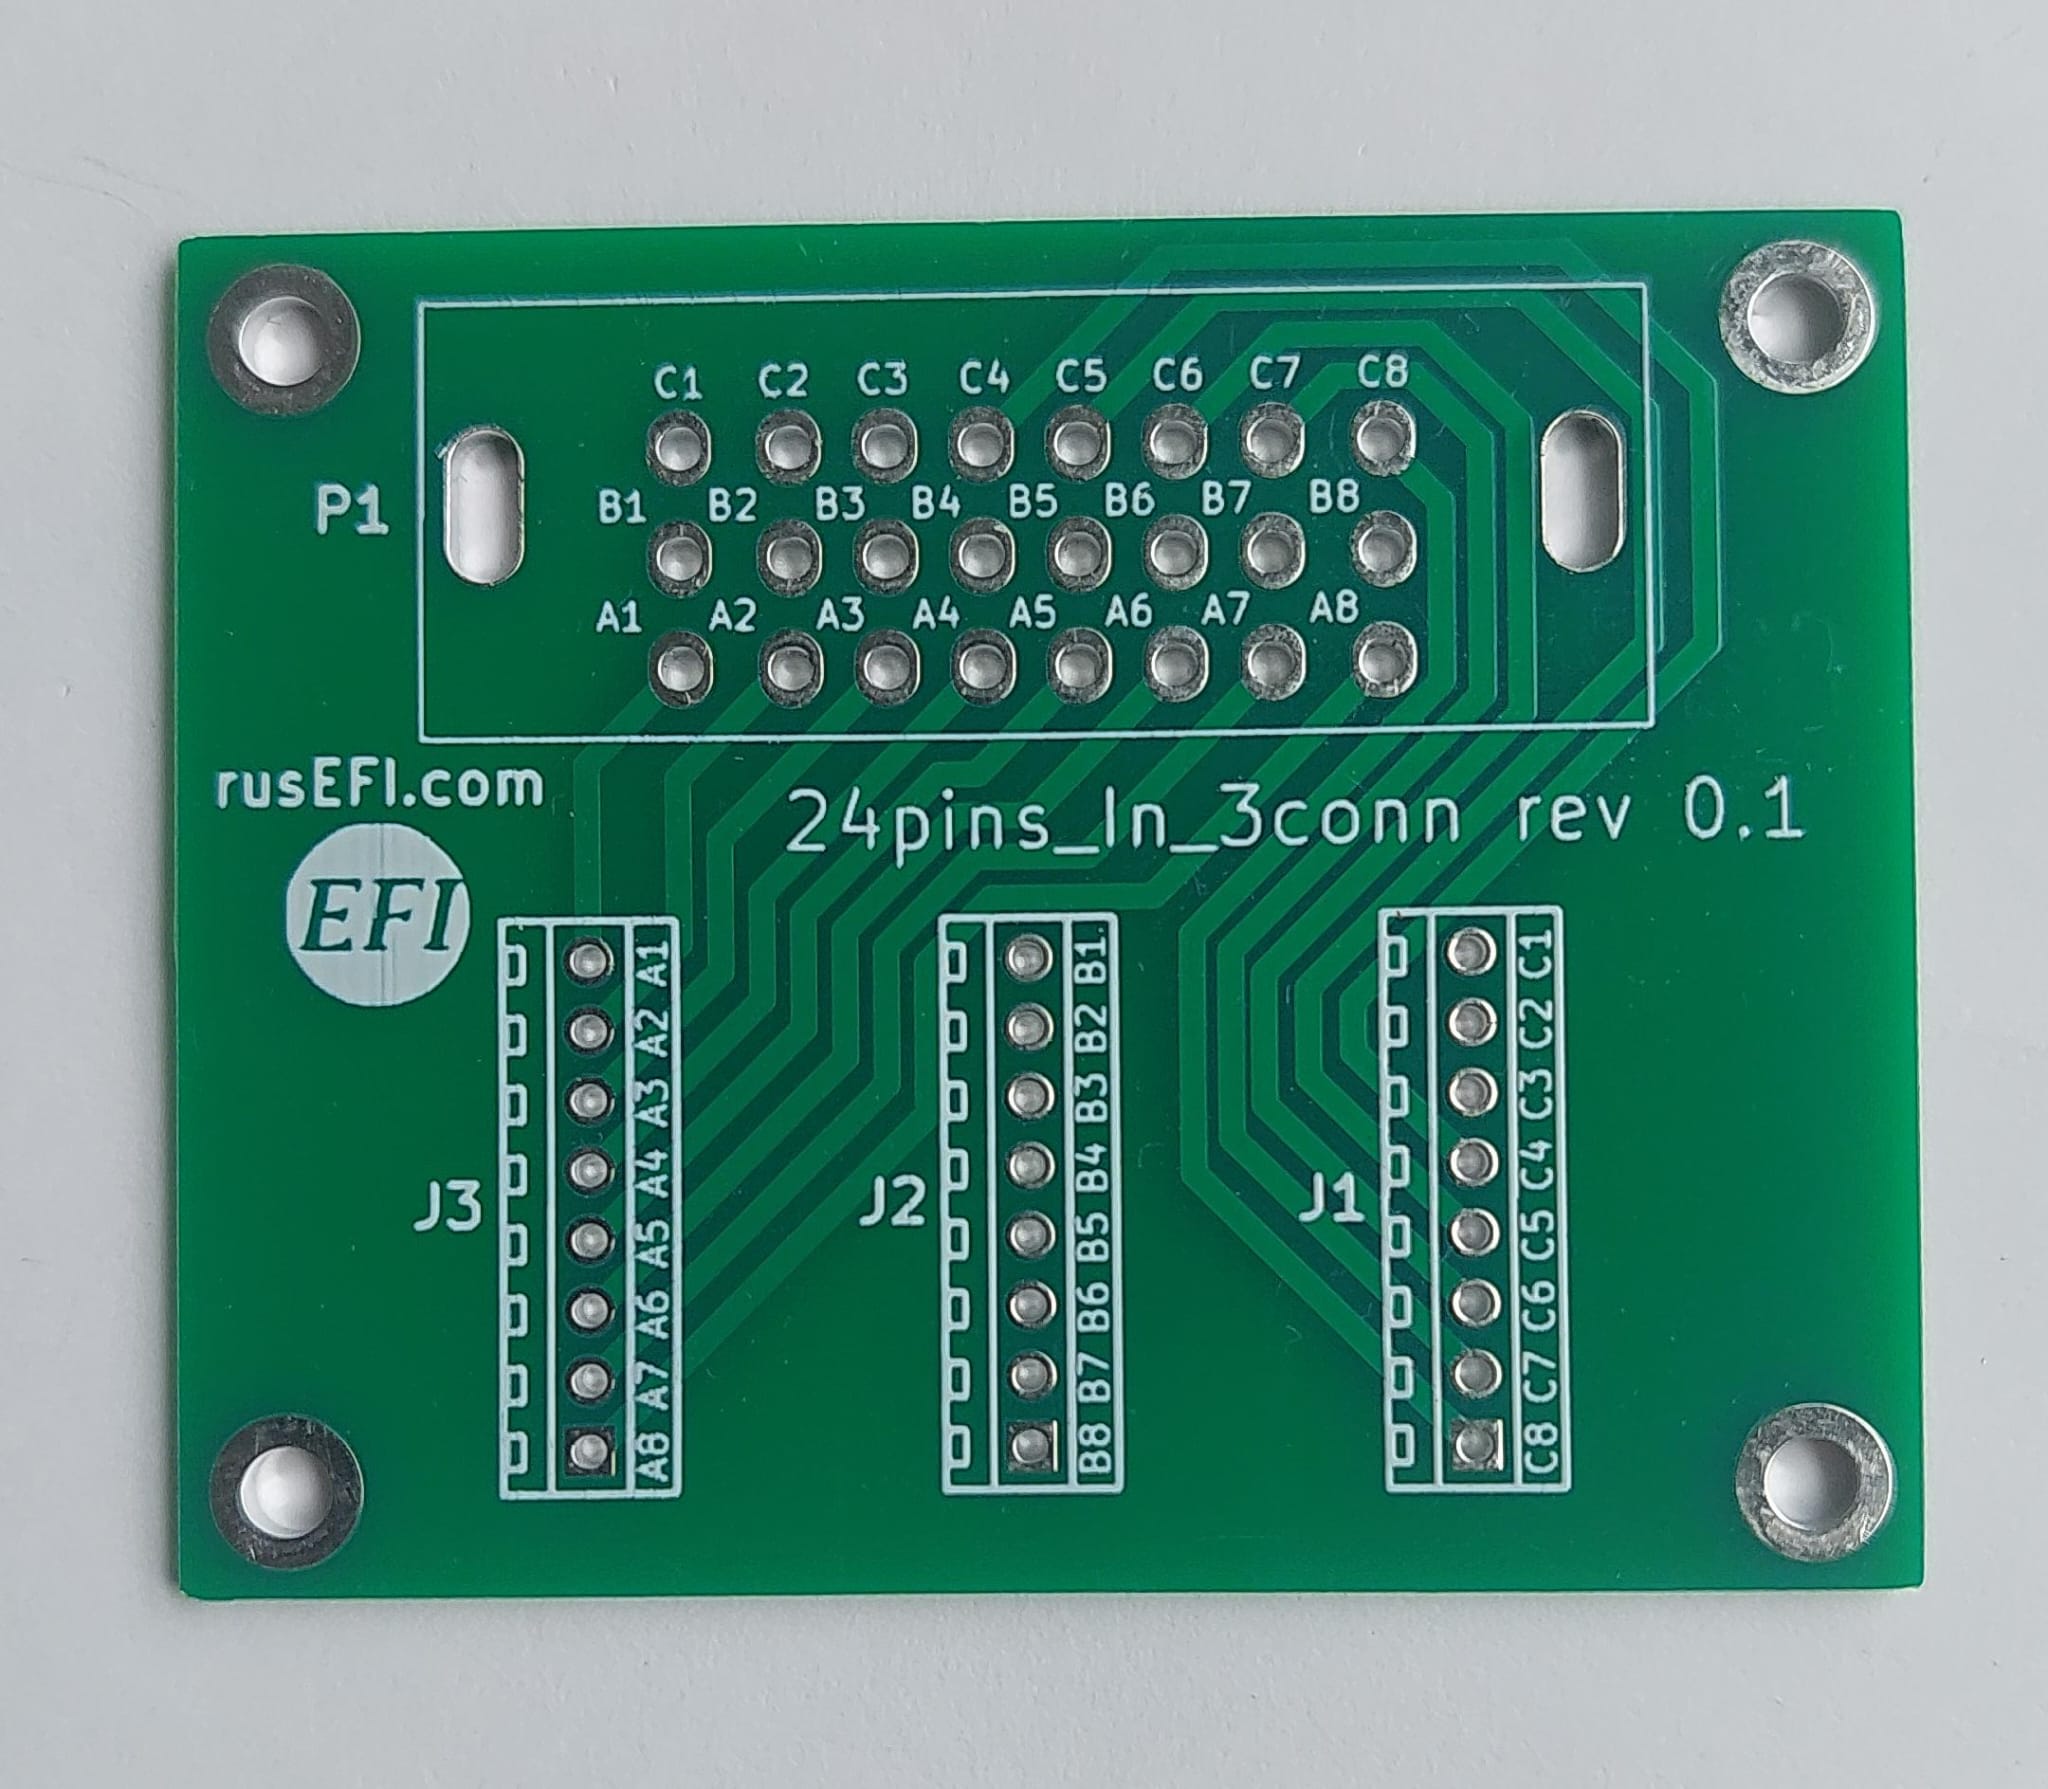 C1 C2 C3 C4 C5 C6 C7 C8
P1
B1 B2 B3 B4 B5 B6 B7 B8
A1 A2 A3 A4 A5 A6 A7 A8
rusEFI.com
24pins_In_3conn rev 0.1
EFI
J3
A8 A7 A6 A5 A4 A3 A2 A1
J2
B8 B7 B6 B5 B4 B3 B2 B1
J1
C8 C7 C6 C5 C4 C3 C2 C1